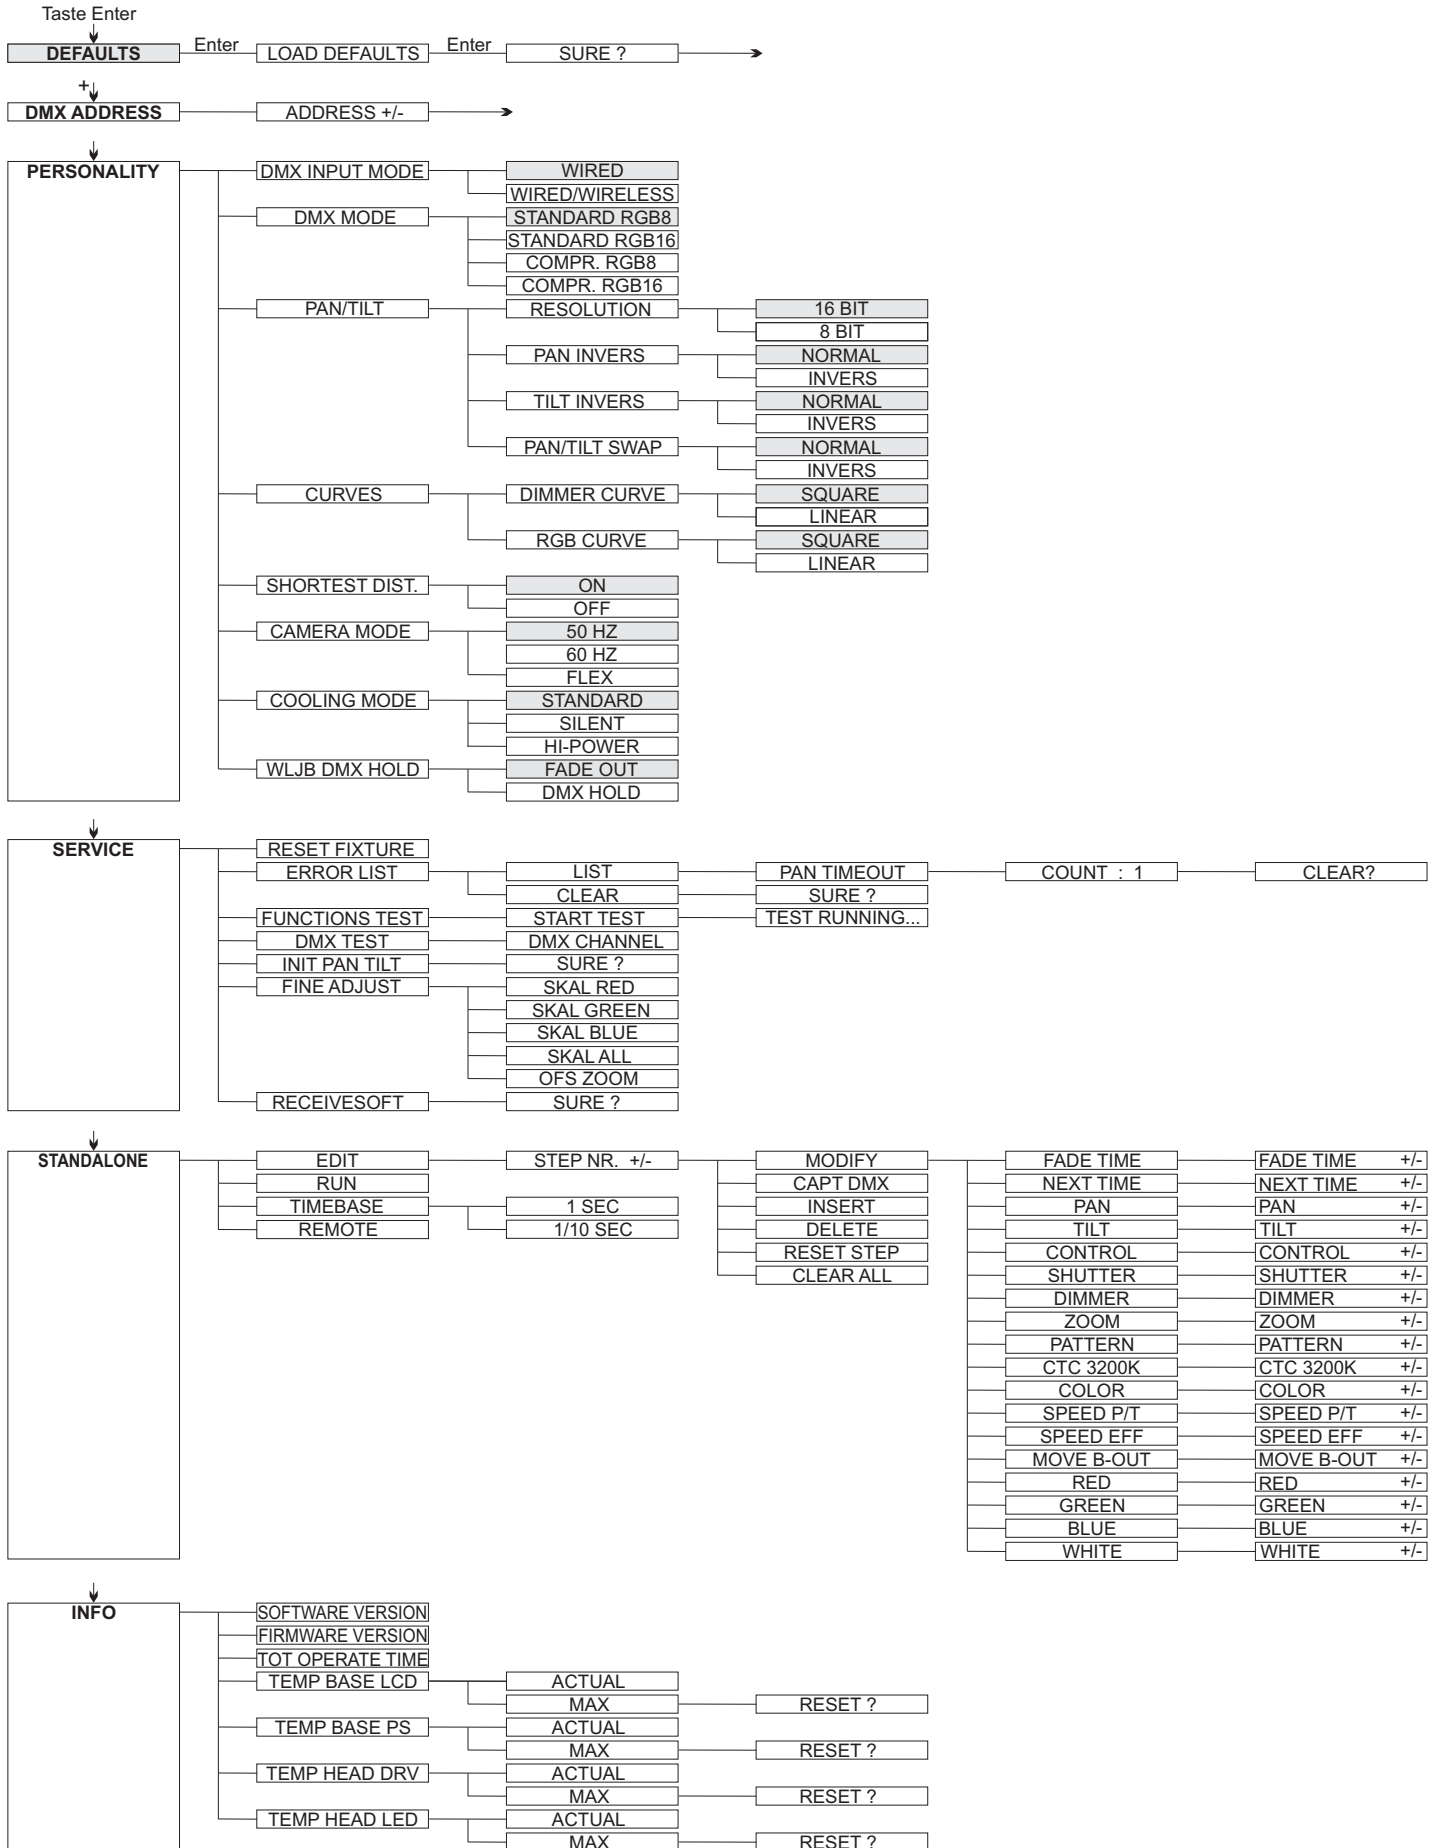 Taste Enter
DEFAULTS Enter LOAD DEFAULTS Enter SURE ?
+
DMX ADDRESS ADDRESS +/-
PERSONALITY DMX INPUT MODE WIRED
WIRED/WIRELESS
DMX MODE STANDARD RGB8
STANDARD RGB16
COMPR. RGB8
COMPR. RGB16
PAN/TILT RESOLUTION 16 BIT
8 BIT
PAN INVERS NORMAL
INVERS
TILT INVERS NORMAL
INVERS
PAN/TILT SWAP NORMAL
INVERS
CURVES DIMMER CURVE SQUARE
LINEAR
RGB CURVE SQUARE
LINEAR
SHORTEST DIST. ON
OFF
CAMERA MODE 50 HZ
60 HZ
FLEX
COOLING MODE STANDARD
SILENT
HI-POWER
WLJB DMX HOLD FADE OUT
DMX HOLD
SERVICE RESET FIXTURE
ERROR LIST LIST PAN TIMEOUT COUNT : 1 CLEAR?
CLEAR SURE ?
FUNCTIONS TEST START TEST TEST RUNNING...
DMX TEST DMX CHANNEL
INIT PAN TILT SURE ?
FINE ADJUST SKAL RED
SKAL GREEN
SKAL BLUE
SKAL ALL
OFS ZOOM
RECEIVESOFT SURE ?
STANDALONE EDIT STEP NR. +/- MODIFY FADE TIME FADE TIME +/-
RUN CAPT DMX NEXT TIME NEXT TIME +/-
TIMEBASE 1 SEC INSERT PAN PAN +/-
REMOTE 1/10 SEC DELETE TILT TILT +/-
RESET STEP CONTROL CONTROL +/-
CLEAR ALL SHUTTER SHUTTER +/-
DIMMER DIMMER +/-
ZOOM ZOOM +/-
PATTERN PATTERN +/-
CTC 3200K CTC 3200K +/-
COLOR COLOR +/-
SPEED P/T SPEED P/T +/-
SPEED EFF SPEED EFF +/-
MOVE B-OUT MOVE B-OUT +/-
RED RED +/-
GREEN GREEN +/-
BLUE BLUE +/-
WHITE WHITE +/-
INFO SOFTWARE VERSION
FIRMWARE VERSION
TOT OPERATE TIME
TEMP BASE LCD ACTUAL
MAX RESET ?
TEMP BASE PS ACTUAL
MAX RESET ?
TEMP HEAD DRV ACTUAL
MAX RESET ?
TEMP HEAD LED ACTUAL
MAX RESET ?